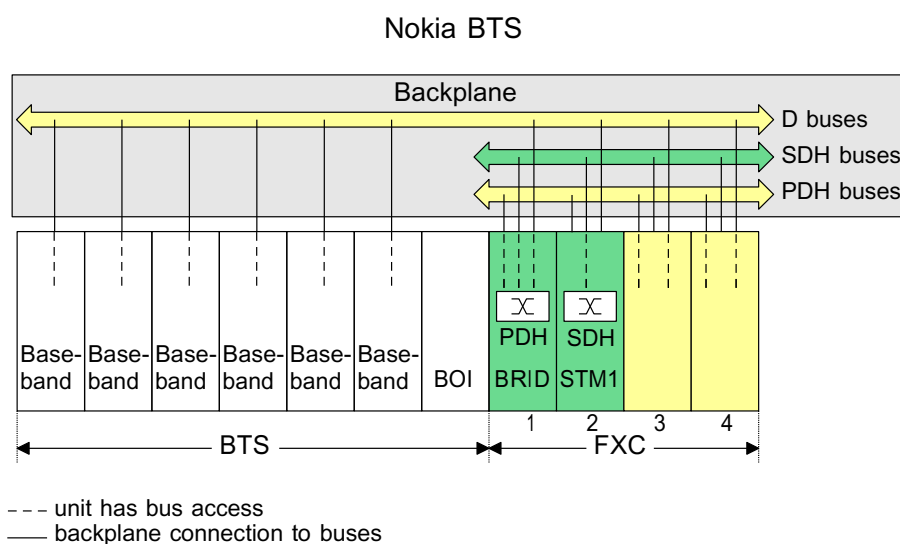 Nokia BTS
Backplane
D buses
SDH buses
PDH buses
Base-
band
Base-
band
Base-
band
Base-
band
Base-
band
Base-
band
BOI
PDH
BRID
SDH
STM1
1
2
3
4
BTS
FXC
unit has bus access
backplane connection to buses